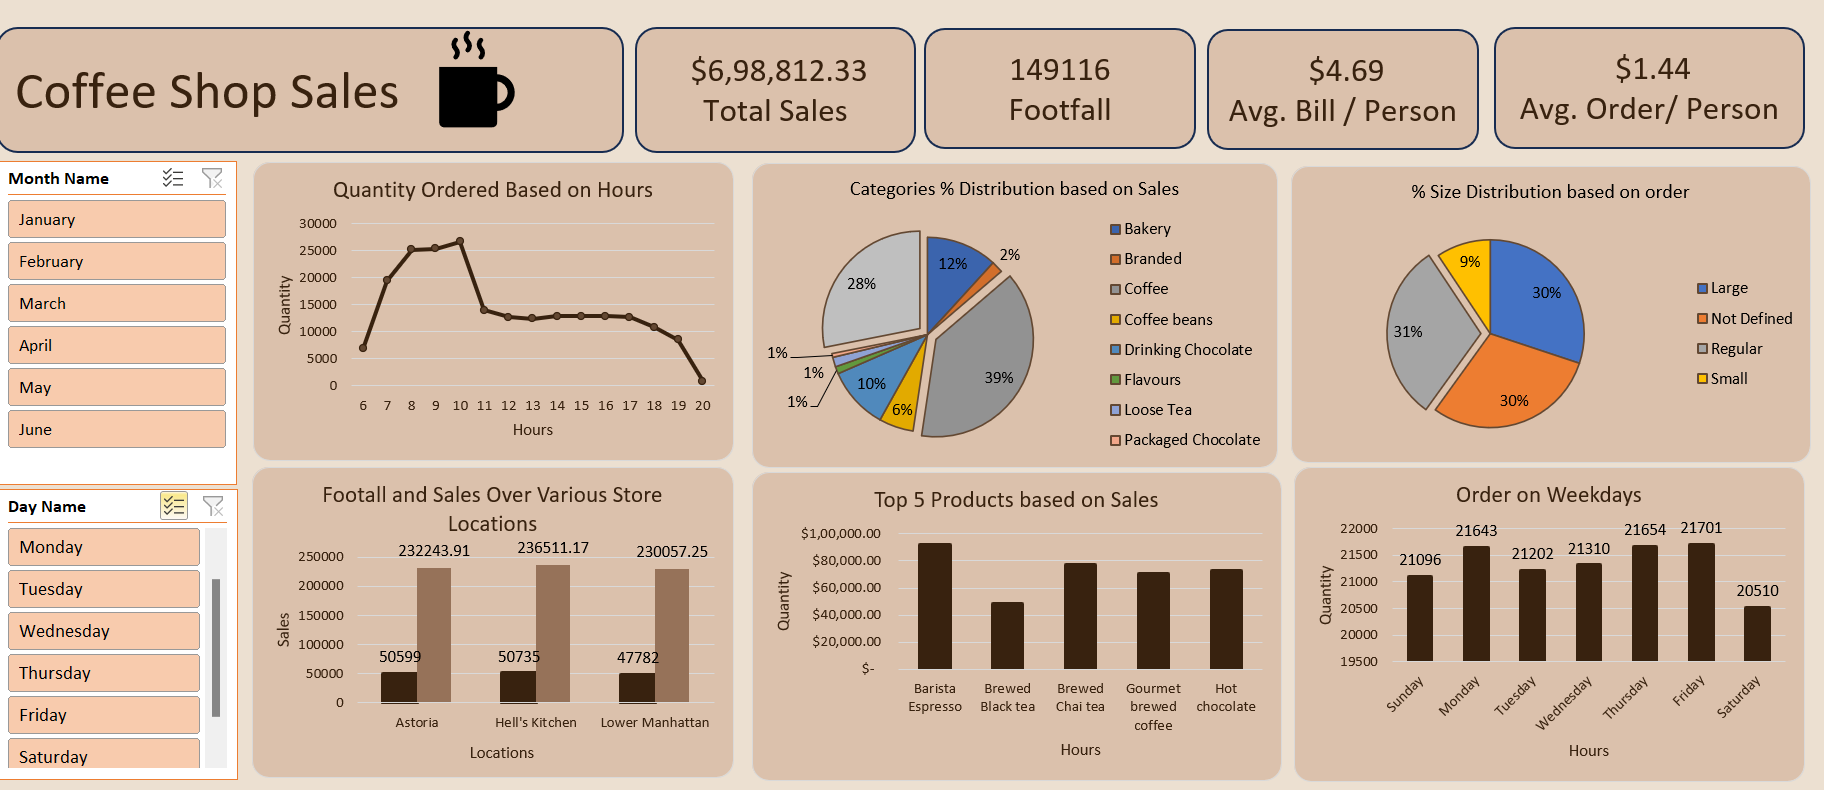 Coffee Shop Sales
$6,98,812.33
Total Sales
149116
Footfall
$4.69
Avg. Bill / Person
$1.44
Avg. Order/ Person
Month Name
January
February
March
April
May
June
Day Name
Monday
Tuesday
Wednesday
Thursday
Friday
Saturday
Quantity Ordered Based on Hours
30000
25000
20000
15000
10000
5000
0
Quantity
6 7 8 9 10 11 12 13 14 15 16 17 18 19 20
Hours
Categories % Distribution based on Sales
12%
2%
39%
6%
10%
1%
1%
1%
28%
Bakery
Branded
Coffee
Coffee beans
Drinking Chocolate
Flavours
Loose Tea
Packaged Chocolate
% Size Distribution based on order
30%
30%
31%
9%
Large
Not Defined
Regular
Small
Footall and Sales Over Various Store
Locations
250000
200000
150000
100000
50000
0
Sales
50599
232243.91
50735
236511.17
47782
230057.25
Astoria
Hell's Kitchen
Lower Manhattan
Locations
Top 5 Products based on Sales
$1,00,000.00
$80,000.00
$60,000.00
$40,000.00
$20,000.00
$-
Quantity
Barista
Espresso
Brewed
Black tea
Brewed
Chai tea
Gourmet
brewed
coffee
Hot
chocolate
Hours
Order on Weekdays
22000
21500
21000
20500
20000
19500
Quantity
21096
21643
21202
21310
21654
21701
20510
Sunday
Monday
Tuesday
Wednesday
Thursday
Friday
Saturday
Hours